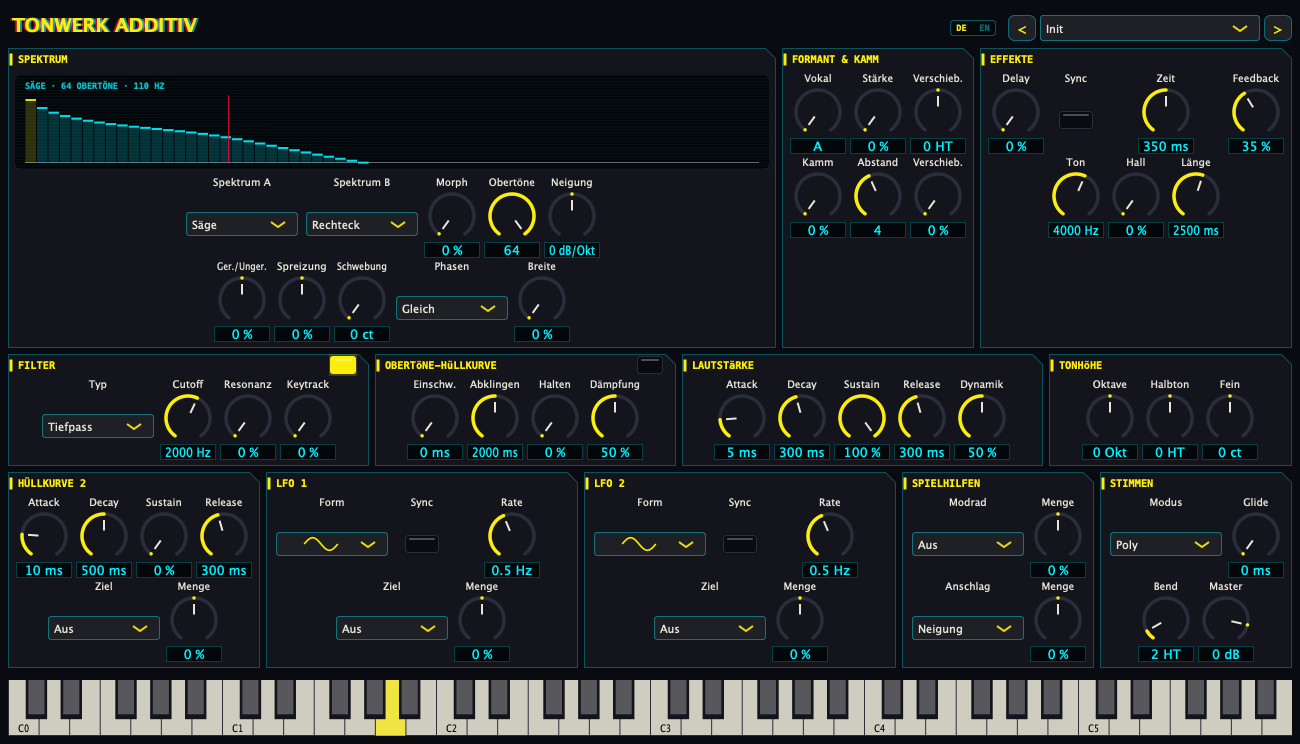 TONWERK ADDITIV
DE EN < Init >
SPEKTRUM
SÄGE · 64 OBERTÖNE · 110 HZ
Spektrum A Spektrum B Morph Obertöne Neigung
Säge Rechteck
0 % 64 0 dB/Okt
Ger./Unger. Spreizung Schwebung Phasen Breite
Gleich
0 % 0 % 0 ct 0 %
FORMANT & KAMM
Vokal Stärke Verschieb.
A 0 % 0 HT
Kamm Abstand Verschieb.
0 % 4 0 %
EFFEKTE
Delay Sync Zeit Feedback
0 % 350 ms 35 %
Ton Hall Länge
4000 Hz 0 % 2500 ms
FILTER
Typ Cutoff Resonanz Keytrack
Tiefpass
2000 Hz 0 % 0 %
OBERTöNE-HüLLKURVE
Einschw. Abklingen Halten Dämpfung
0 ms 2000 ms 0 % 50 %
LAUTSTäRKE
Attack Decay Sustain Release Dynamik
5 ms 300 ms 100 % 300 ms 50 %
TONHöHE
Oktave Halbton Fein
0 Okt 0 HT 0 ct
HüLLKURVE 2
Attack Decay Sustain Release
10 ms 500 ms 0 % 300 ms
Ziel Menge
Aus
0 %
LFO 1
Form Sync Rate
0.5 Hz
Ziel Menge
Aus
0 %
LFO 2
Form Sync Rate
0.5 Hz
Ziel Menge
Aus
0 %
SPIELHILFEN
Modrad Menge
Aus
0 %
Anschlag Menge
Neigung
0 %
STIMMEN
Modus Glide
Poly
0 ms
Bend Master
2 HT 0 dB
C0 C1 C2 C3 C4 C5